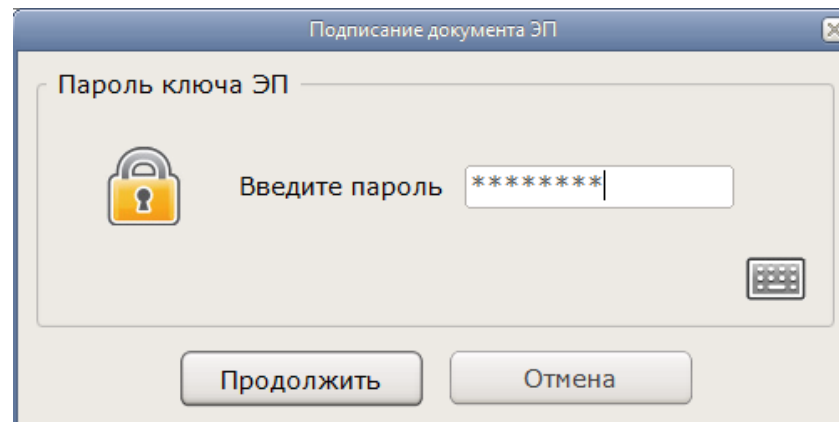 Подписание документа ЭП
Пароль ключа ЭП
Введите пароль ********
Продолжить Отмена